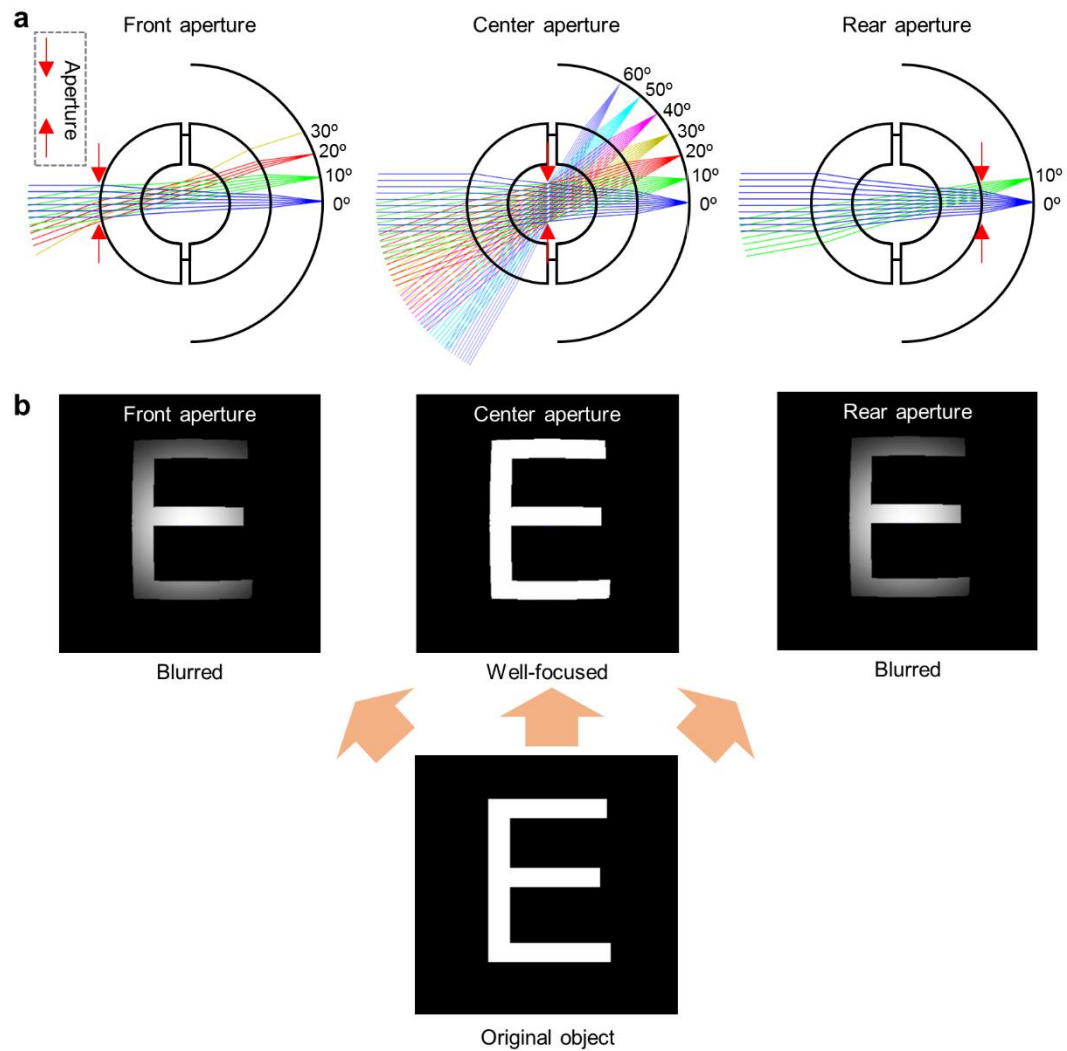 a
Front aperture
Center aperture
Rear aperture
Aperture
30º
20º
10º
0º
60º
50º
40º
30º
20º
10º
0º
10º
0º
b
Front aperture
Center aperture
Rear aperture
E
E
E
Blurred
Well-focused
Blurred
E
Original object